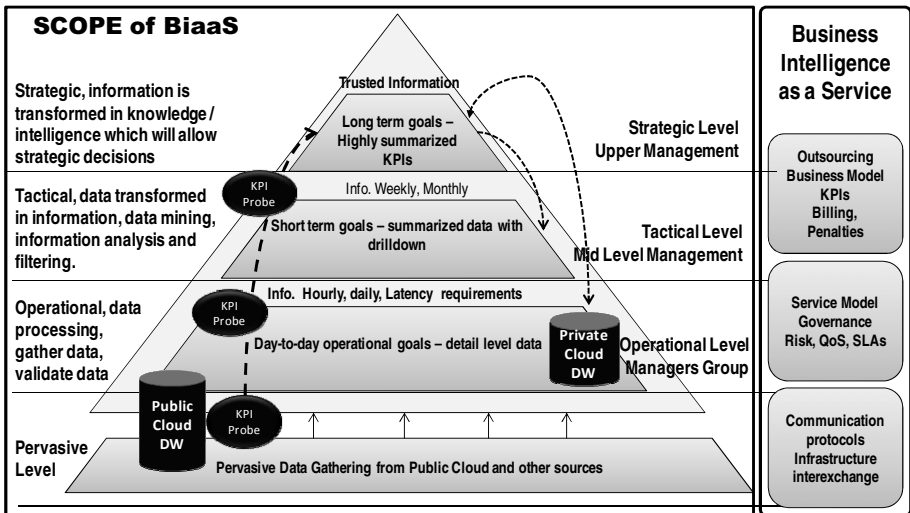 SCOPE of BiaaS
Strategic, information is
transformed in knowledge /
intelligence which will allow
strategic decisions
Trusted Information
Long term goals –
Highly summarized
KPIs
Strategic Level
Upper Management
KPI
Probe
Info. Weekly, Monthly
Tactical, data transformed
in information, data mining,
information analysis and
filtering.
Short term goals – summarized data with
drilldown
Tactical Level
Mid Level Management
KPI
Probe
Info. Hourly, daily, Latency requirements
Operational, data
processing,
gather data,
validate data
Day-to-day operational goals – detail level data
Private
Cloud
DW
Operational Level
Managers Group
Public
Cloud
DW
KPI
Probe
Pervasive
Level
Pervasive Data Gathering from Public Cloud and other sources
Business
Intelligence
as a Service
Outsourcing
Business Model
KPIs
Billing,
Penalties
Service Model
Governance
Risk, QoS, SLAs
Communication
protocols
Infrastructure
interexchange